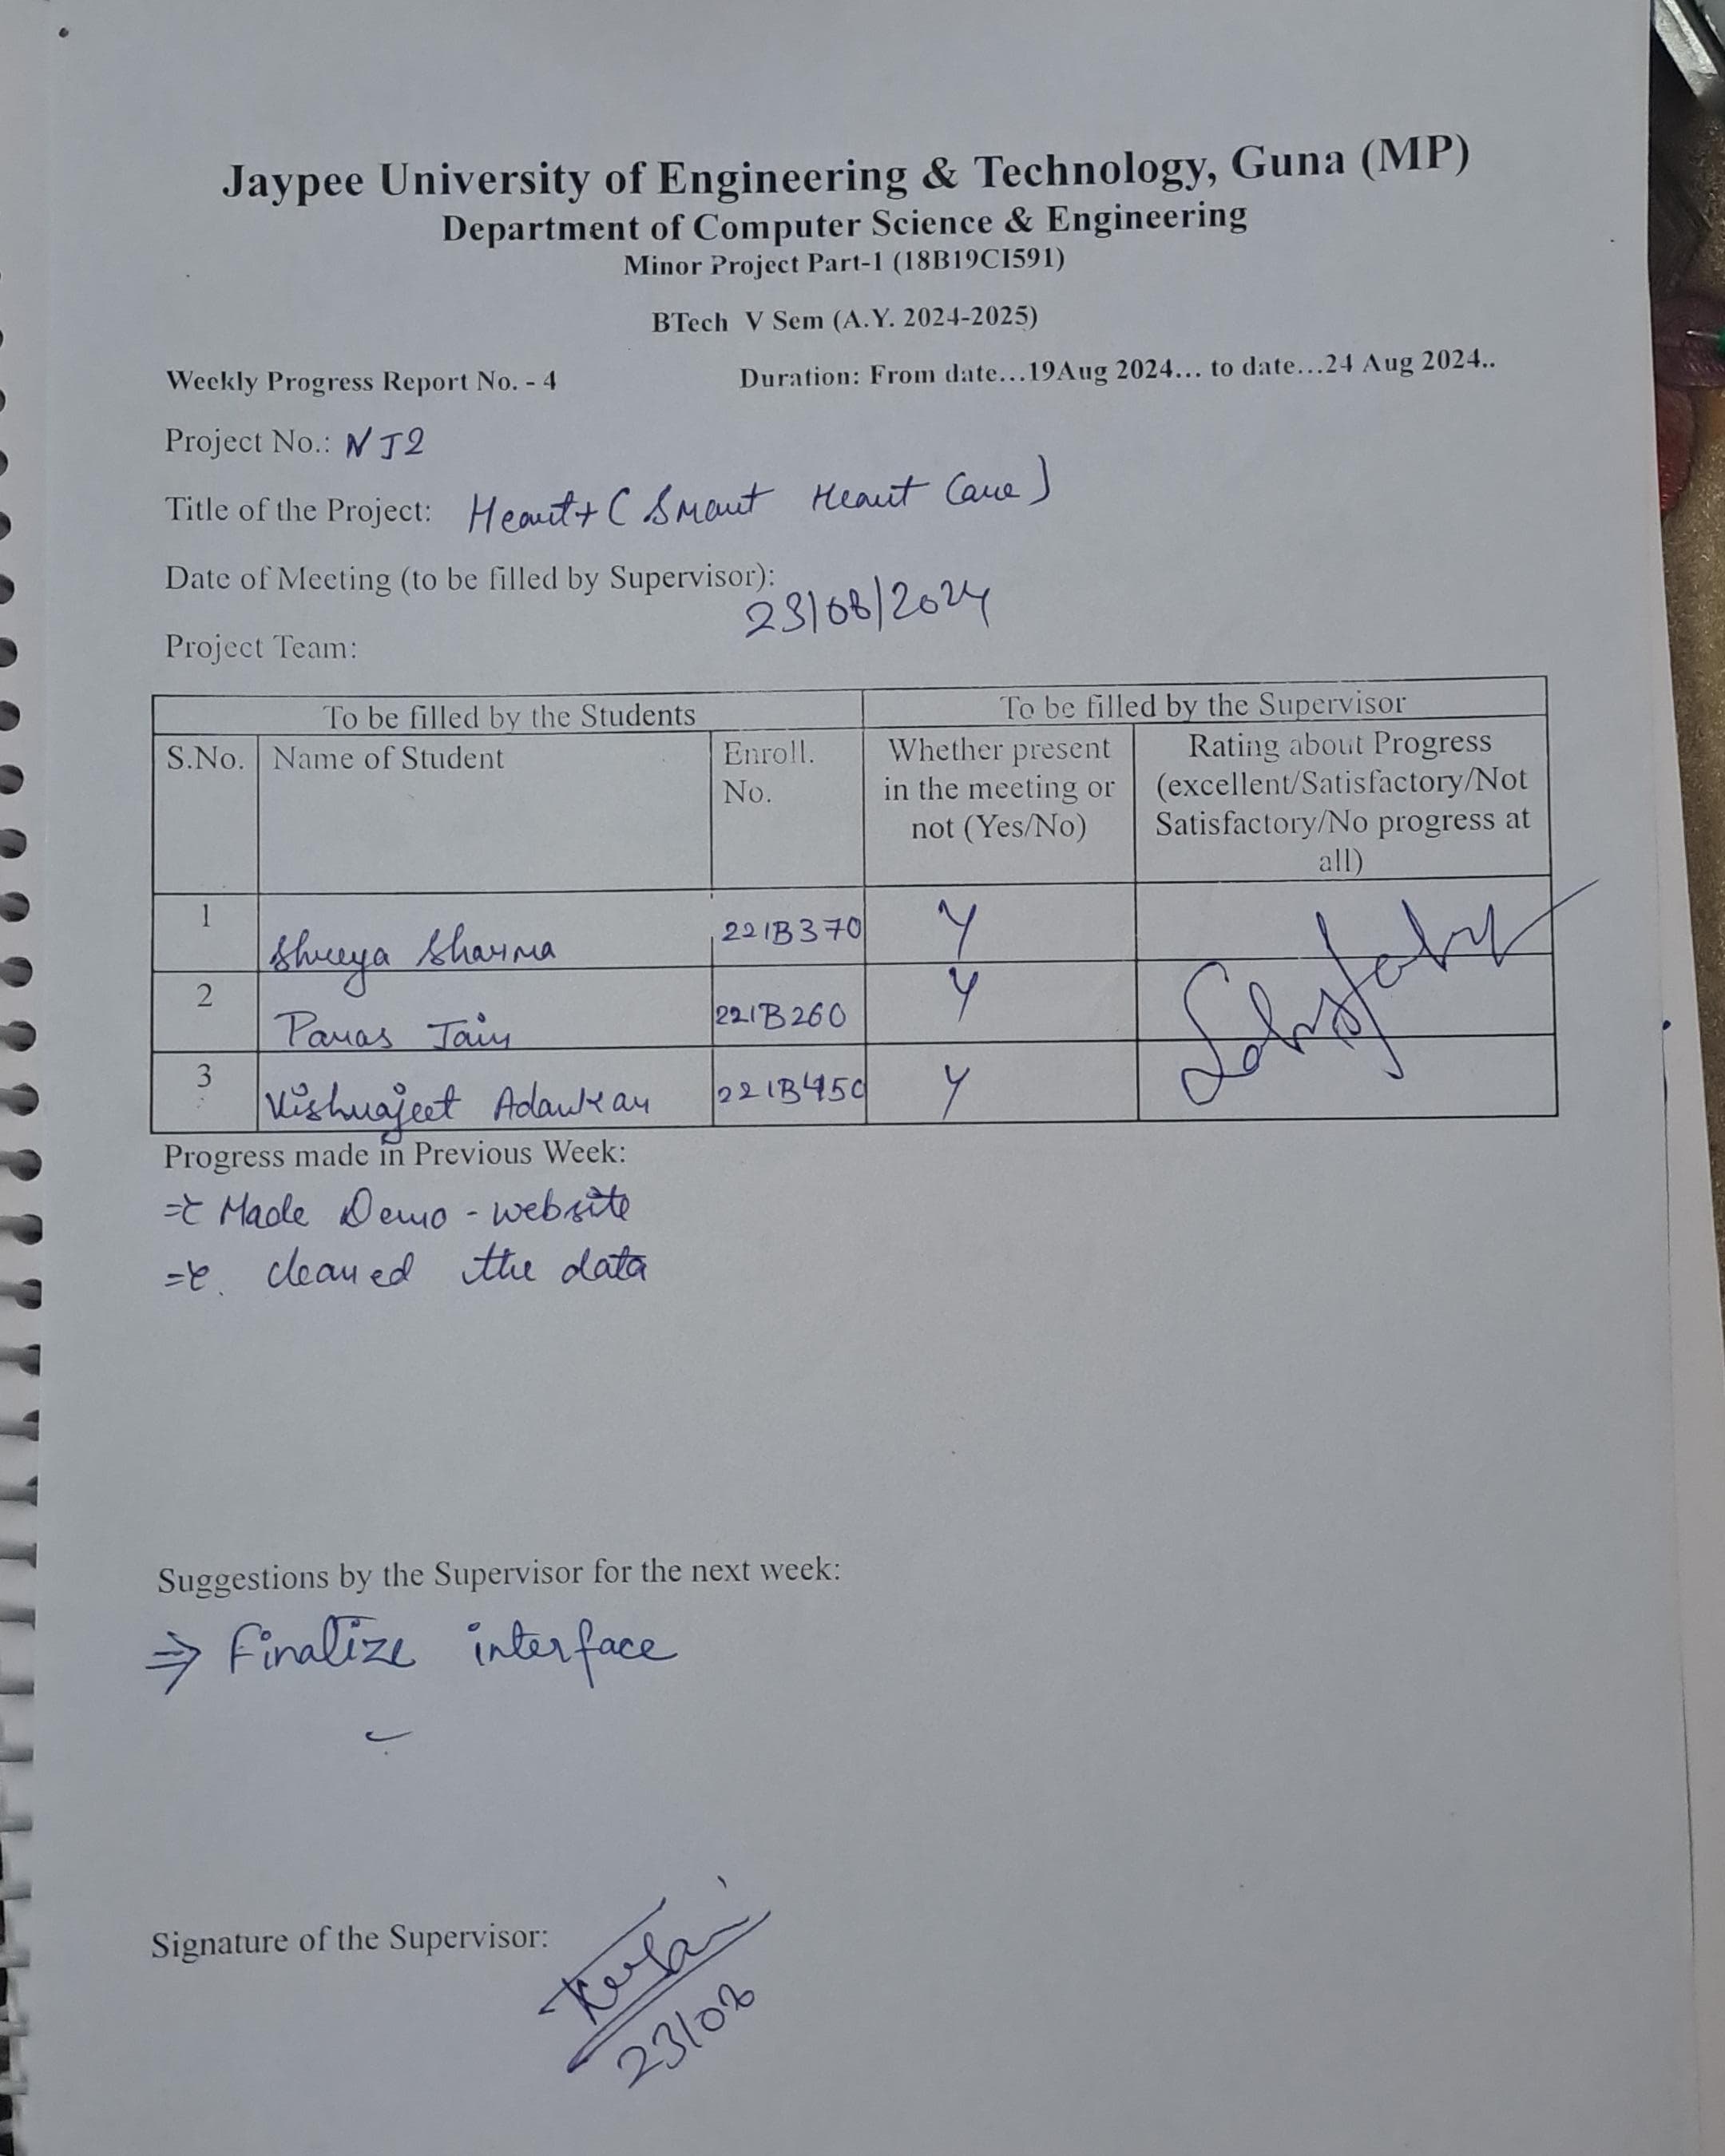 Jaypee University of Engineering & Technology, Guna (MP)
Department of Computer Science & Engineering
Minor Project Part-1 (18B19CI591)
BTech V Sem (A.Y. 2024-2025)
Weekly Progress Report No. - 4 Duration: From date...19Aug 2024... to date...24 Aug 2024..
Project No.: NJ2
Title of the Project: Heart+ (Smart Heart Care)
Date of Meeting (to be filled by Supervisor):
23/08/2024
Project Team:
To be filled by the Students To be filled by the Supervisor
S.No. Name of Student Enroll. No. Whether present in the meeting or not (Yes/No) Rating about Progress (excellent/Satisfactory/Not Satisfactory/No progress at all)
1 Shreya Sharma 221B370 Y
2 Paras Jain 221B260 Y
3 Vishwajeet 221B450 Y
Satisfactory
Progress made in Previous Week:
⇒ Made Demo - website
⇒ cleaned the data
Suggestions by the Supervisor for the next week:
⇒ Finalize interface
Signature of the Supervisor:
23/08